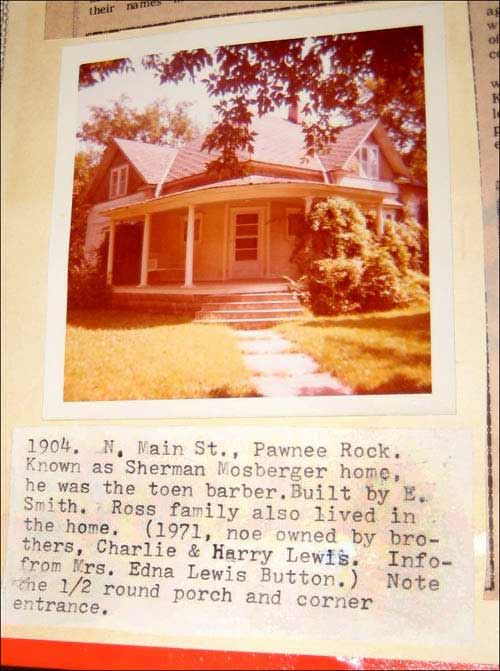 their names
1904. N. Main St., Pawnee Rock.
Known as Sherman Mosberger home,
he was the toen barber.Built by E.
Smith. Ross family also lived in
the home. (1971, noe owned by bro-
thers, Charlie & Harry Lewis. Info-
from Mrs. Edna Lewis Button.) Note
the 1/2 round porch and corner
entrance.